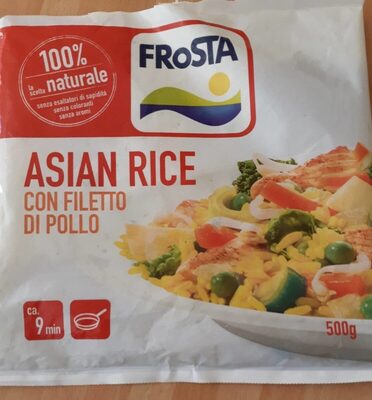 100%
la scelta naturale
senza esaltatori di sapidità
senza coloranti
senza aromi
FRoSTA
ASIAN RICE
CON FILETTO
DI POLLO
ca.
9 min
500g